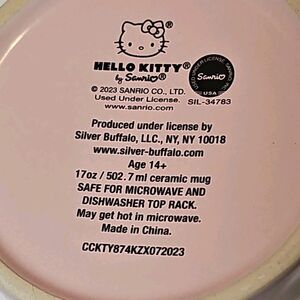 HELLO KITTY®
by Sanrio®
© 2023 SANRIO CO., LTD.
Used Under License.
www.sanrio.com
Sanrio
USA
SIL-34783
Produced under license by
Silver Buffalo, LLC., NY, NY 10018
www.silver-buffalo.com
Age 14+
17oz / 502.7 ml ceramic mug
SAFE FOR MICROWAVE AND
DISHWASHER TOP RACK.
May get hot in microwave.
Made in China.
CCKTY874KZX072023